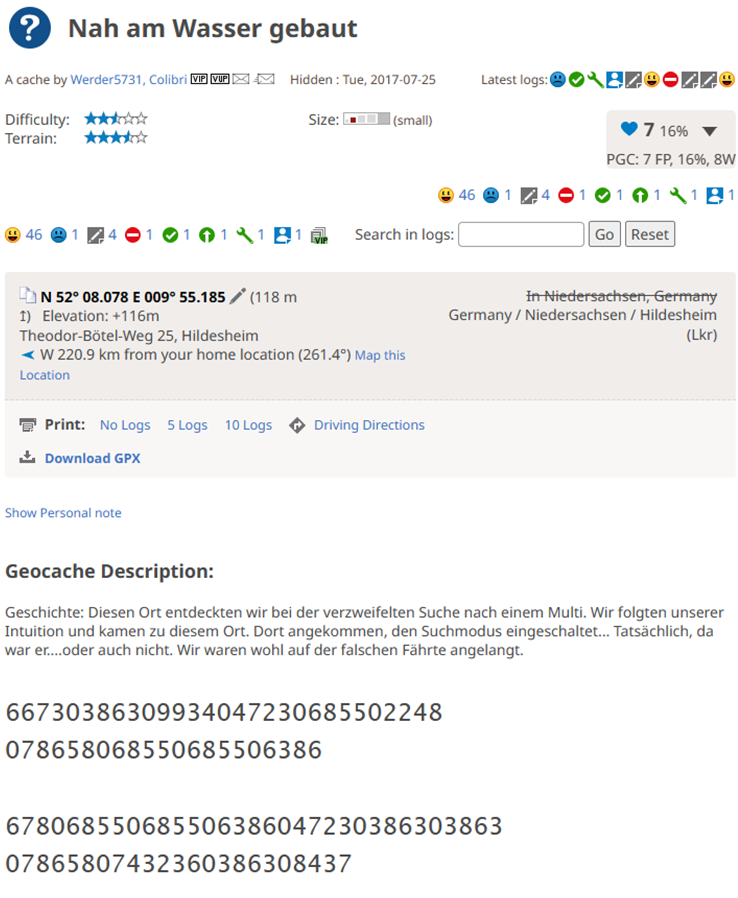 ?
Nah am Wasser gebaut
A cache by Werder5731, Colibri VIP VUP Hidden : Tue, 2017-07-25 Latest logs:
Difficulty: Size: (small)
Terrain:
7 16%
PGC: 7 FP, 16%, 8W
46 1 4 1 1 1 1 1
46 1 4 1 1 1 1 1 VIP Search in logs: Go Reset
N 52° 08.078 E 009° 55.185 (118 m
In Niedersachsen, Germany
↥) Elevation: +116m
Germany / Niedersachsen / Hildesheim
(Lkr)
Theodor-Bötel-Weg 25, Hildesheim
W 220.9 km from your home location (261.4°) Map this
Location
Print: No Logs 5 Logs 10 Logs Driving Directions
Download GPX
Show Personal note
Geocache Description:
Geschichte: Diesen Ort entdeckten wir bei der verzweifelten Suche nach einem Multi. Wir folgten unserer
Intuition und kamen zu diesem Ort. Dort angekommen, den Suchmodus eingeschaltet... Tatsächlich, da
war er....oder auch nicht. Wir waren wohl auf der falschen Fährte angelangt.
66730386309934047230685502248
078658068550685506386
678068550685506386047230386303863
07865807432360386308437